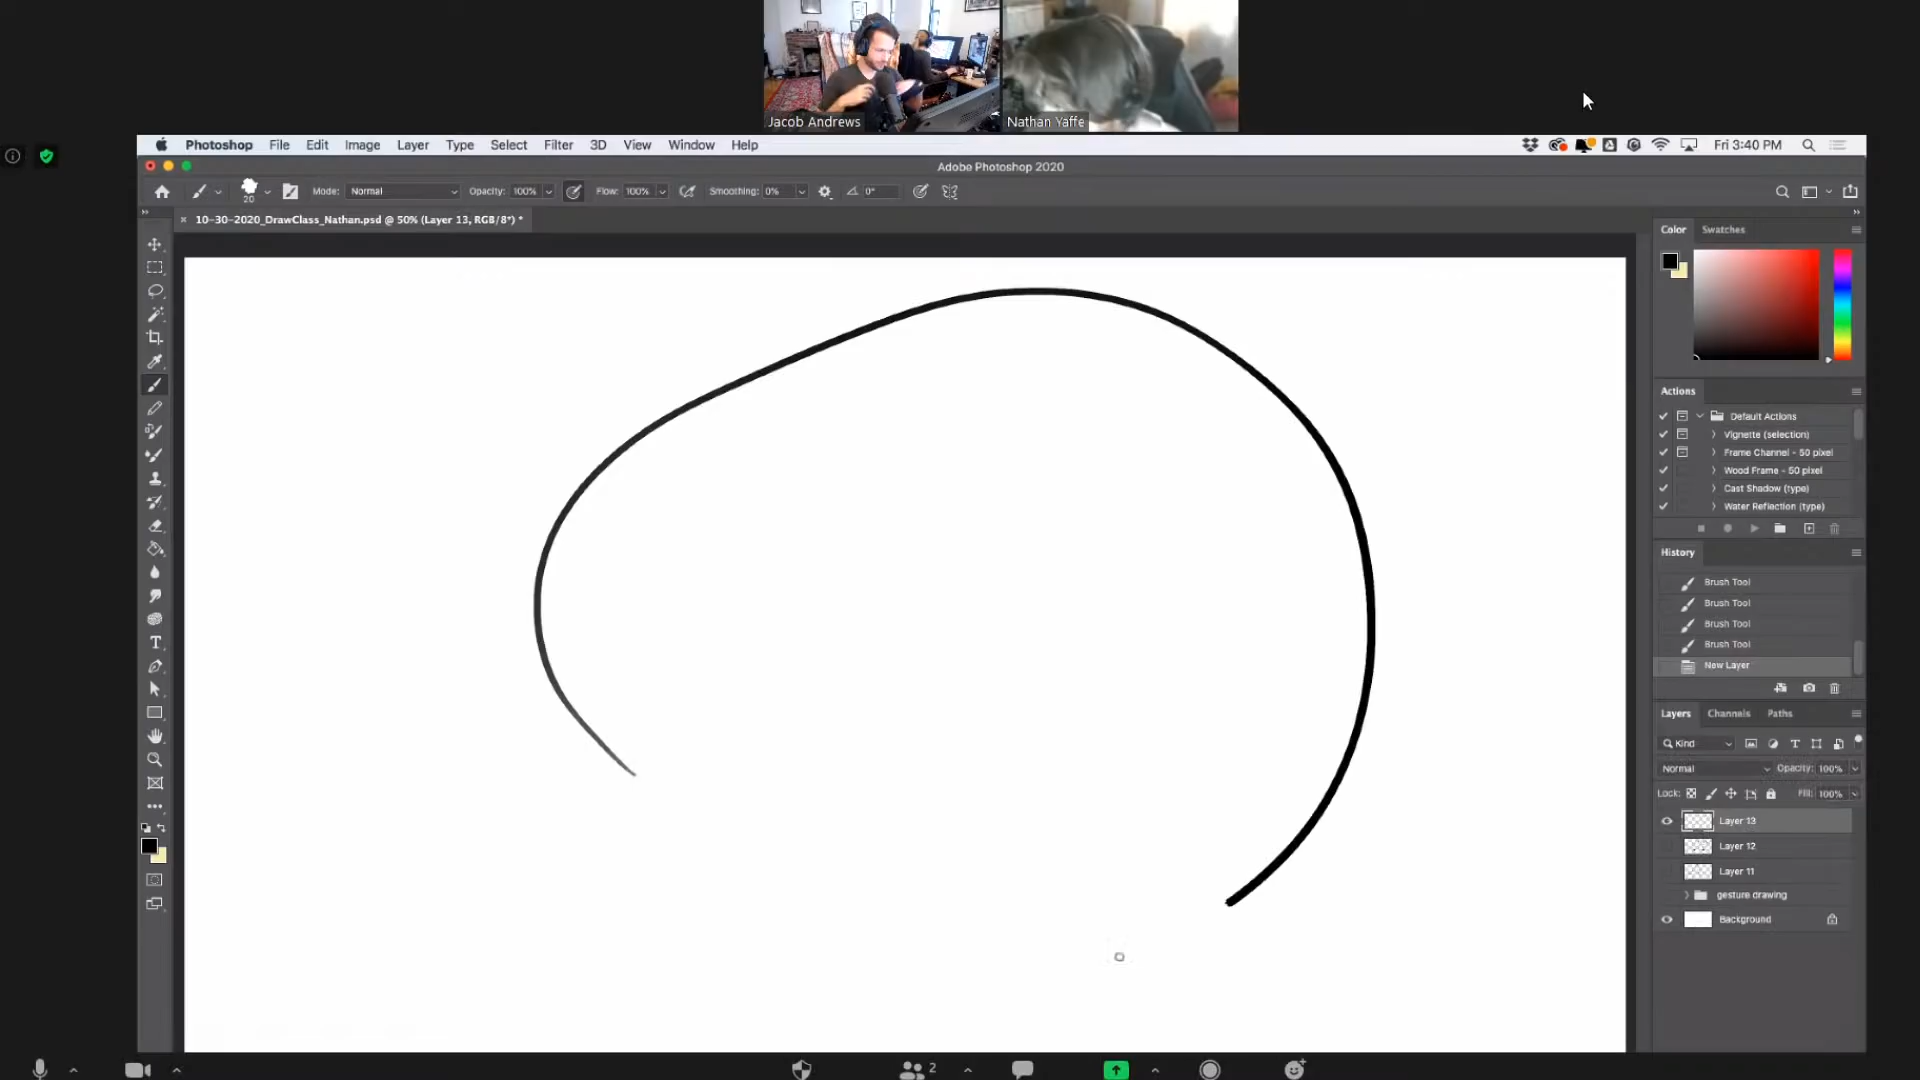 Jacob Andrews
Nathan Yaffe
Photoshop File Edit Image Layer Type Select Filter 3D View Window Help
Fri 3:40 PM
Adobe Photoshop 2020
20
Mode: Normal
Opacity: 100%
Flow: 100%
Smoothing: 0%
0°
10-30-2020_DrawClass_Nathan.psd @ 50% (Layer 13, RGB/8*) *
Color Swatches
Actions
Default Actions
Vignette (selection)
Frame Channel - 50 pixel
Wood Frame - 50 pixel
Cast Shadow (type)
Water Reflection (type)
History
Brush Tool
Brush Tool
Brush Tool
Brush Tool
New Layer
Layers Channels Paths
Kind
Normal Opacity: 100%
Lock: Fill: 100%
Layer 13
Layer 12
Layer 11
gesture drawing
Background
2